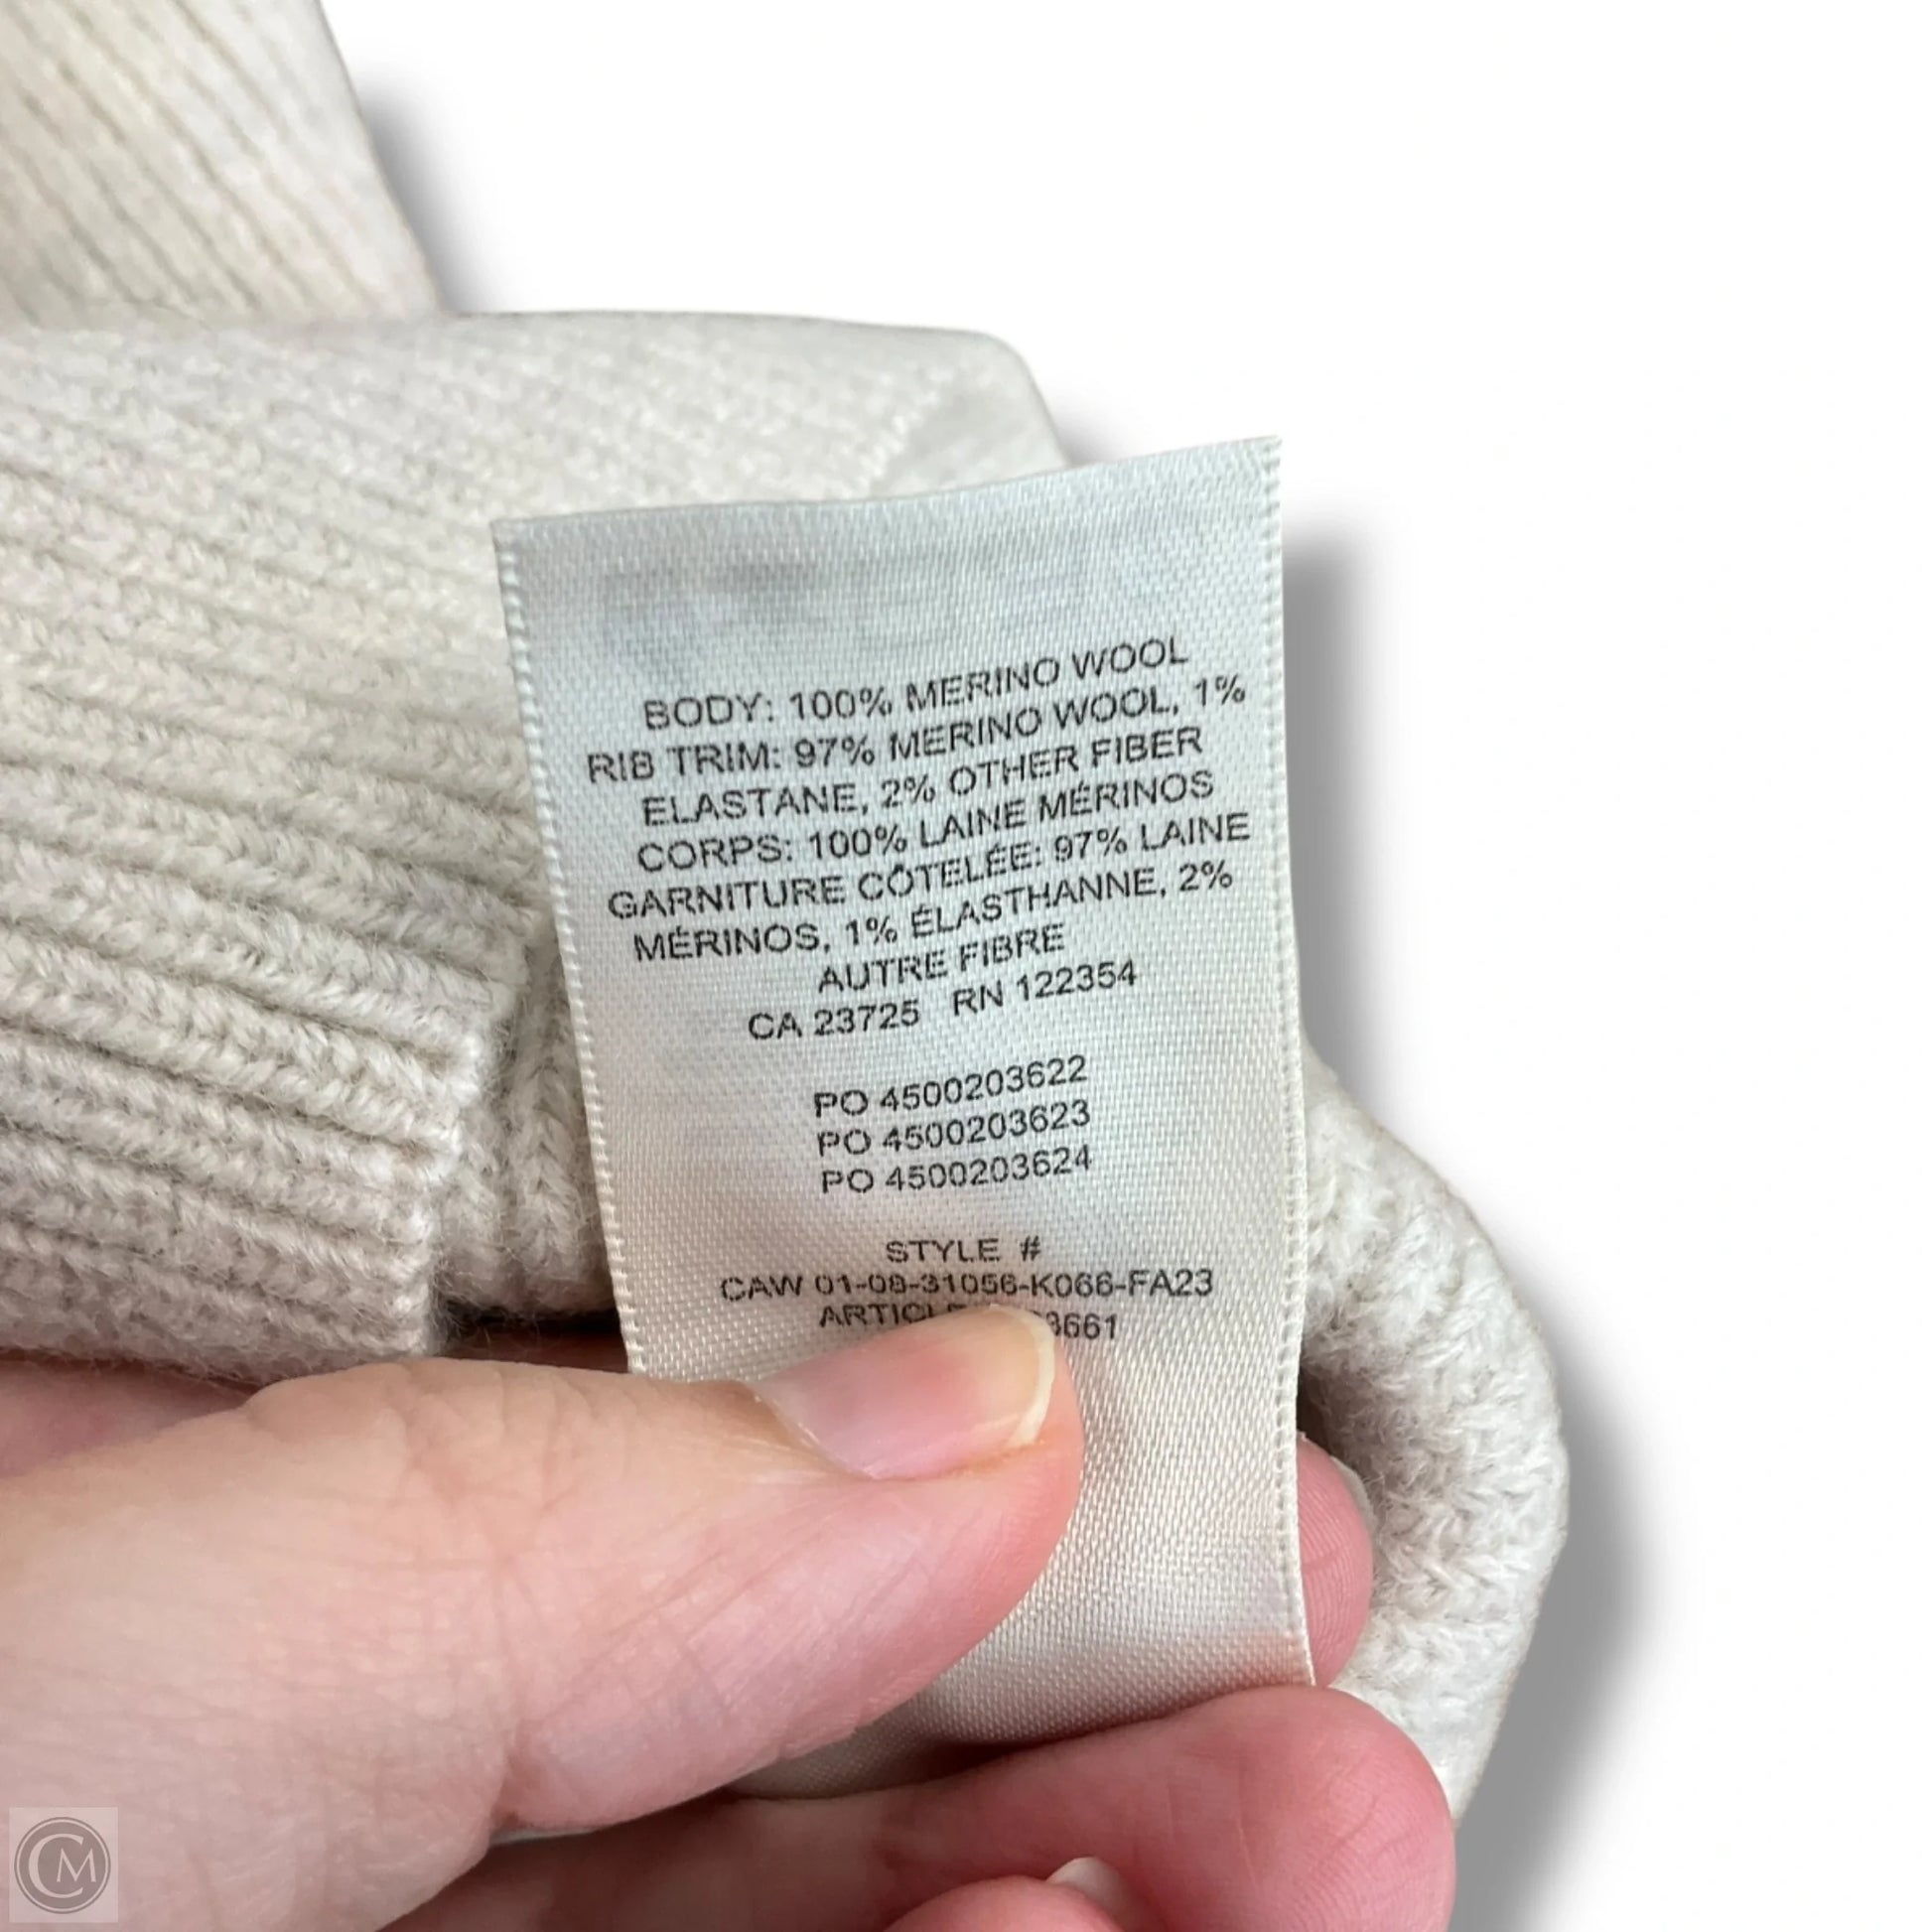 BODY: 100% MERINO WOOL
RIB TRIM: 97% MERINO WOOL, 1%
ELASTANE, 2% OTHER FIBER
CORPS: 100% LAINE MÉRINOS
GARNITURE CÔTELÉE: 97% LAINE
MÉRINOS, 1% ÉLASTHANNE, 2%
AUTRE FIBRE
CA 23725 RN 122354
PO 4500203622
PO 4500203623
PO 4500203624
STYLE #
CAW 01-08-31056-K066-FA23
CM